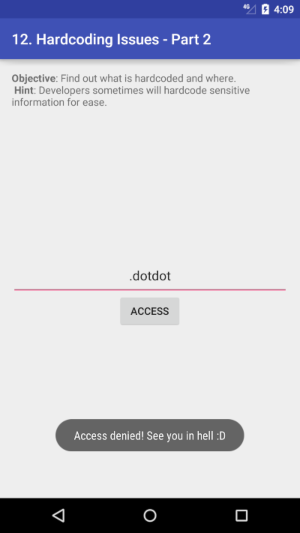 4G 4:09
12. Hardcoding Issues - Part 2
Objective: Find out what is hardcoded and where.
Hint: Developers sometimes will hardcode sensitive
information for ease.
.dotdot
ACCESS
Access denied! See you in hell :D